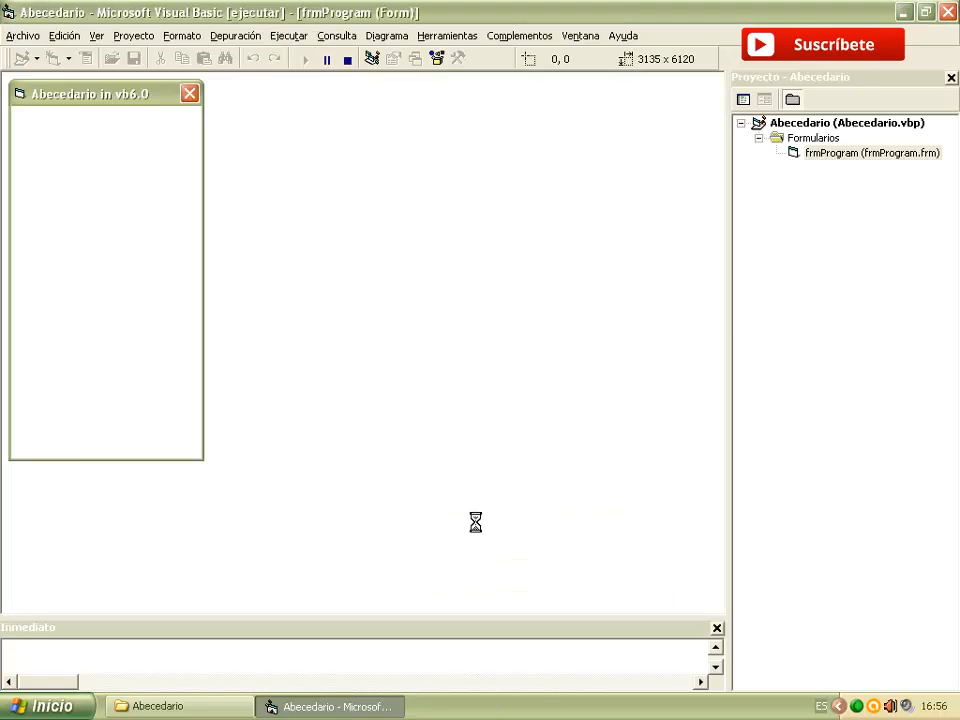 Abecedario - Microsoft Visual Basic [ejecutar] - [frmProgram (Form)]
Archivo Edición Ver Proyecto Formato Depuración Ejecutar Consulta Diagrama Herramientas Complementos Ventana Ayuda
Suscríbete
0, 0
3135 x 6120
Proyecto - Abecedario
Abecedario in vb6.0
Abecedario (Abecedario.vbp)
Formularios
frmProgram (frmProgram.frm)
Inmediato
Inicio
Abecedario
Abecedario - Microsof...
ES
16:56